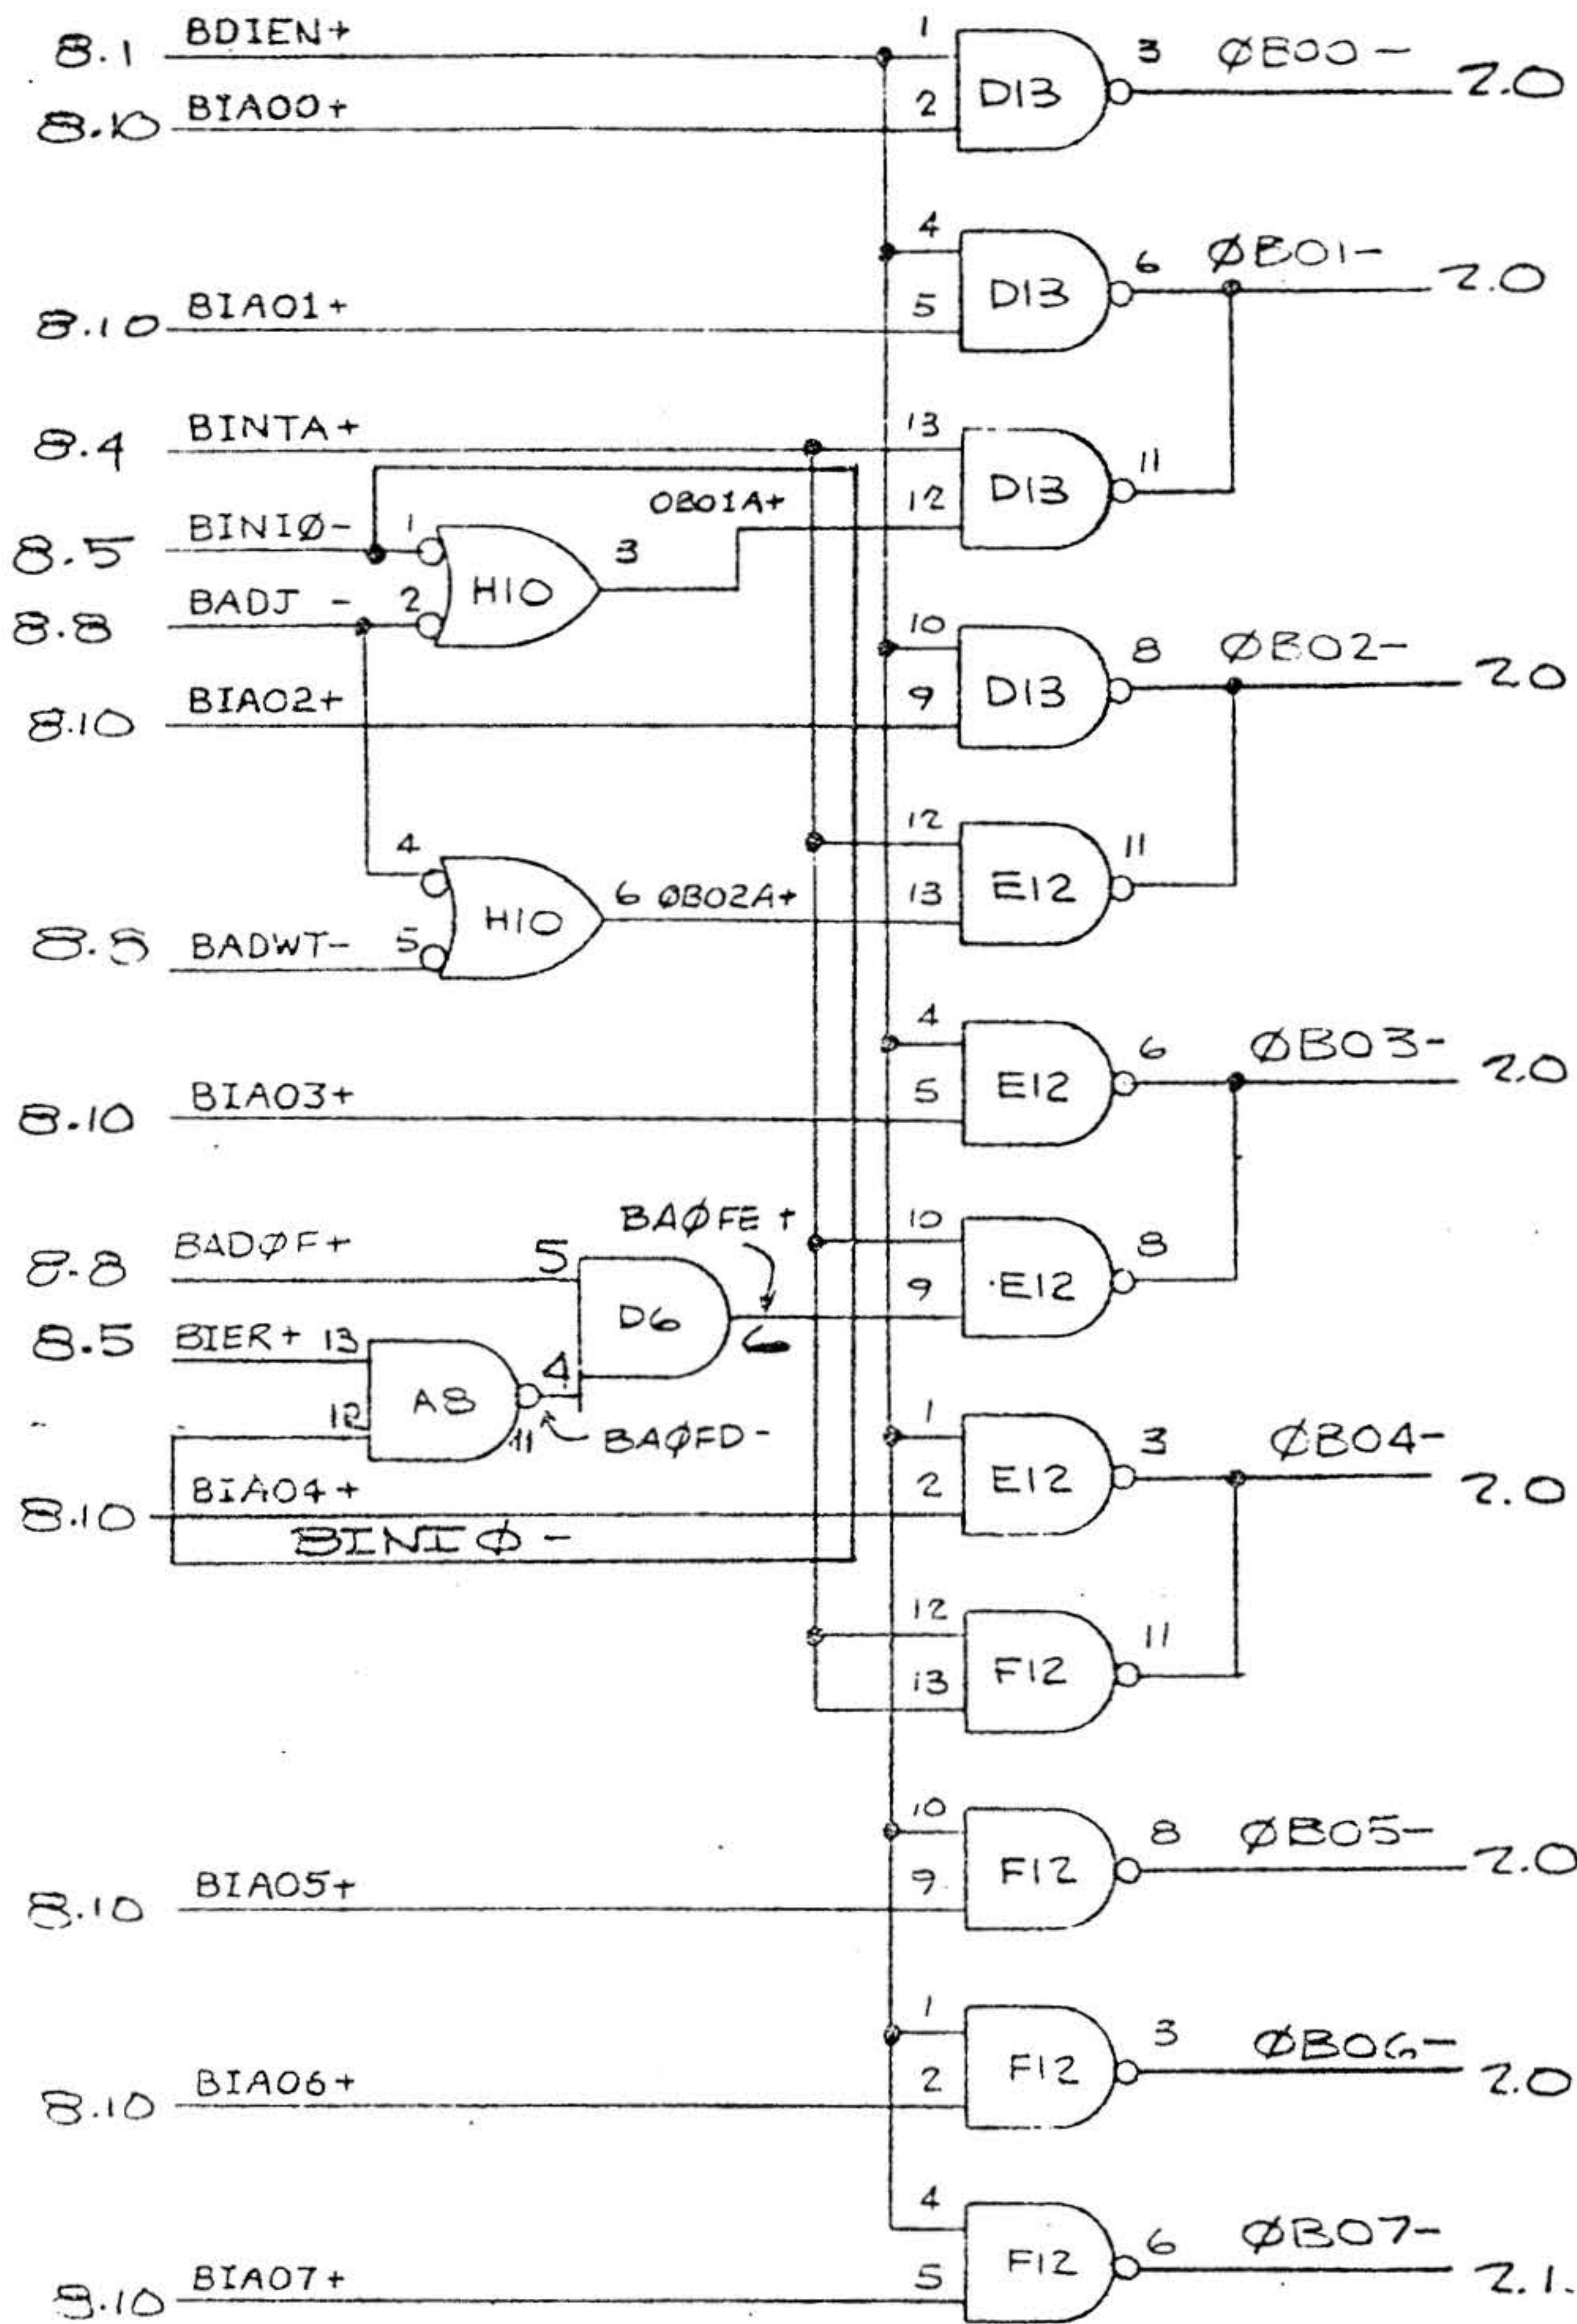 8.1 BDIEN+ 1 3 ØB00- 2.0
8.10 BIA00+ 2 D13
4 6 ØB01- 2.0
8.10 BIA01+ 5 D13
8.4 BINTA+ 13 11
OB01A+ 12 D13
8.5 BINIØ- 1 3
H10
8.8 BADJ - 2
10 8 ØB02- 20
8.10 BIA02+ 9 D13
4 12 11
H10 6 ØB02A+ 13 E12
BADWT- 5
4 6 ØB03- 2.0
8.10 BIA03+ 5 E12
BAØFE+ 10 8
8.8 BADØF+ 5 9 E12
D6 6
8.5 BIER+ 13 4
A8
12 11 BAØFD-
1 3 ØB04- 2.0
8.10 BIA04+ 2 E12
BINIØ-
12 11
13 F12
10 8 ØB05- 2.0
8.10 BIA05+ 9 F12
1 3 ØB06- 2.0
8.10 BIA06+ 2 F12
4 6 ØB07- 2.1.
8.10 BIA07+ 5 F12